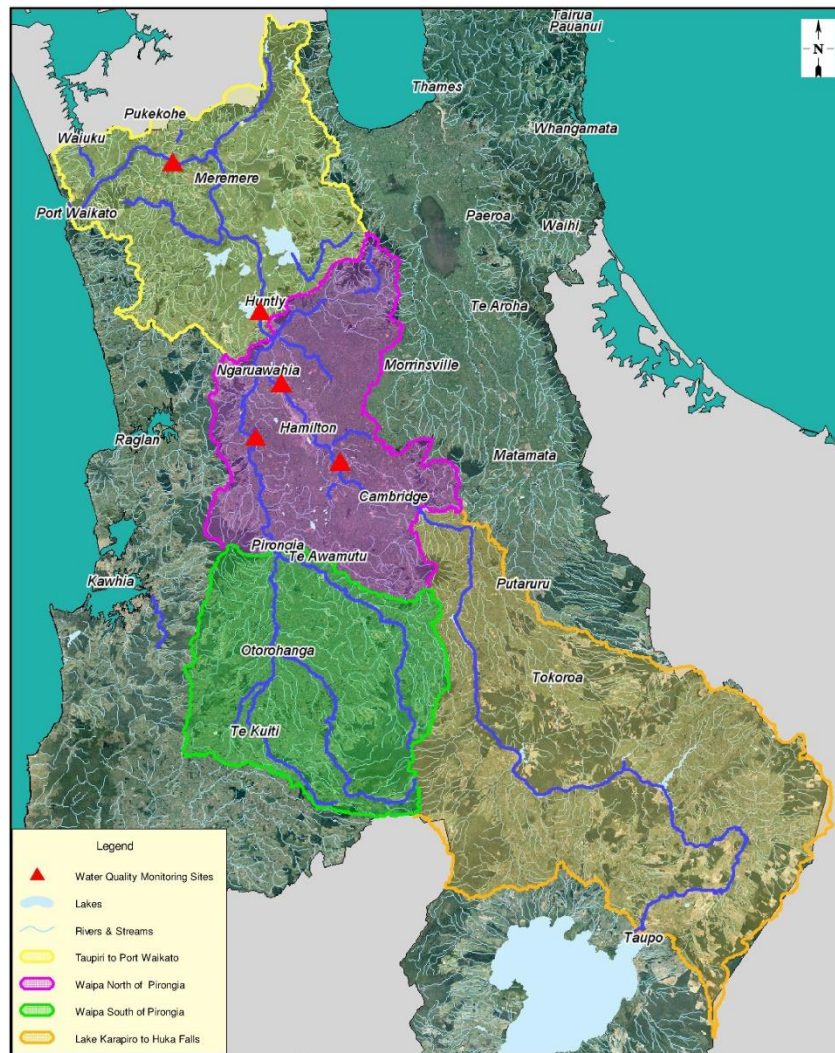 Tairua
Pauanui
N
Thames
Pukekohe
Whangamata
Waiuku
Meremere
Paeroa
Port Waikato
Waihi
Huntly
Te Aroha
Ngaruawahia
Morrinsville
Hamilton
Raglan
Matamata
Cambridge
Pirongia
Te Awamutu
Kawhia
Putaruru
Otorohanga
Tokoroa
Te Kuiti
Taupo
Legend
Water Quality Monitoring Sites
Lakes
Rivers & Streams
Taupiri to Port Waikato
Waipa North of Pirongia
Waipa South of Pirongia
Lake Karapiro to Huka Falls